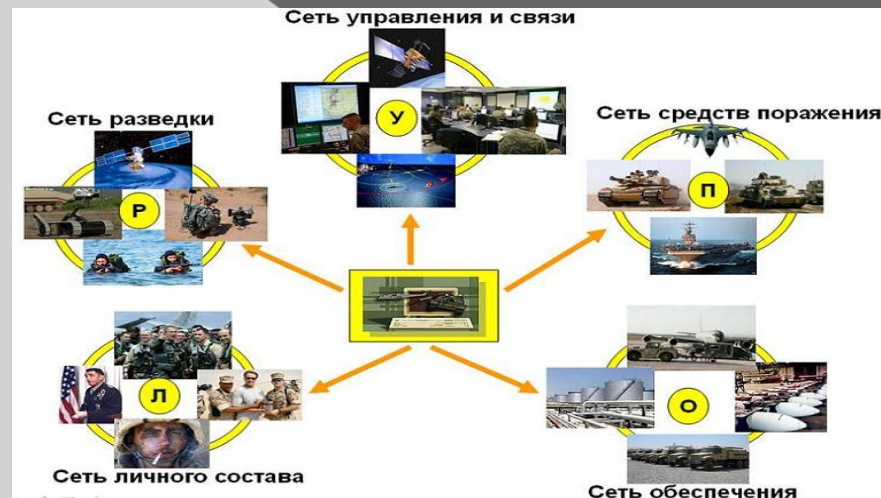 Сеть управления и связи
Сеть разведки
Сеть средств поражения
У
Р
П
Л
О
Сеть личного состава
Сеть обеспечения